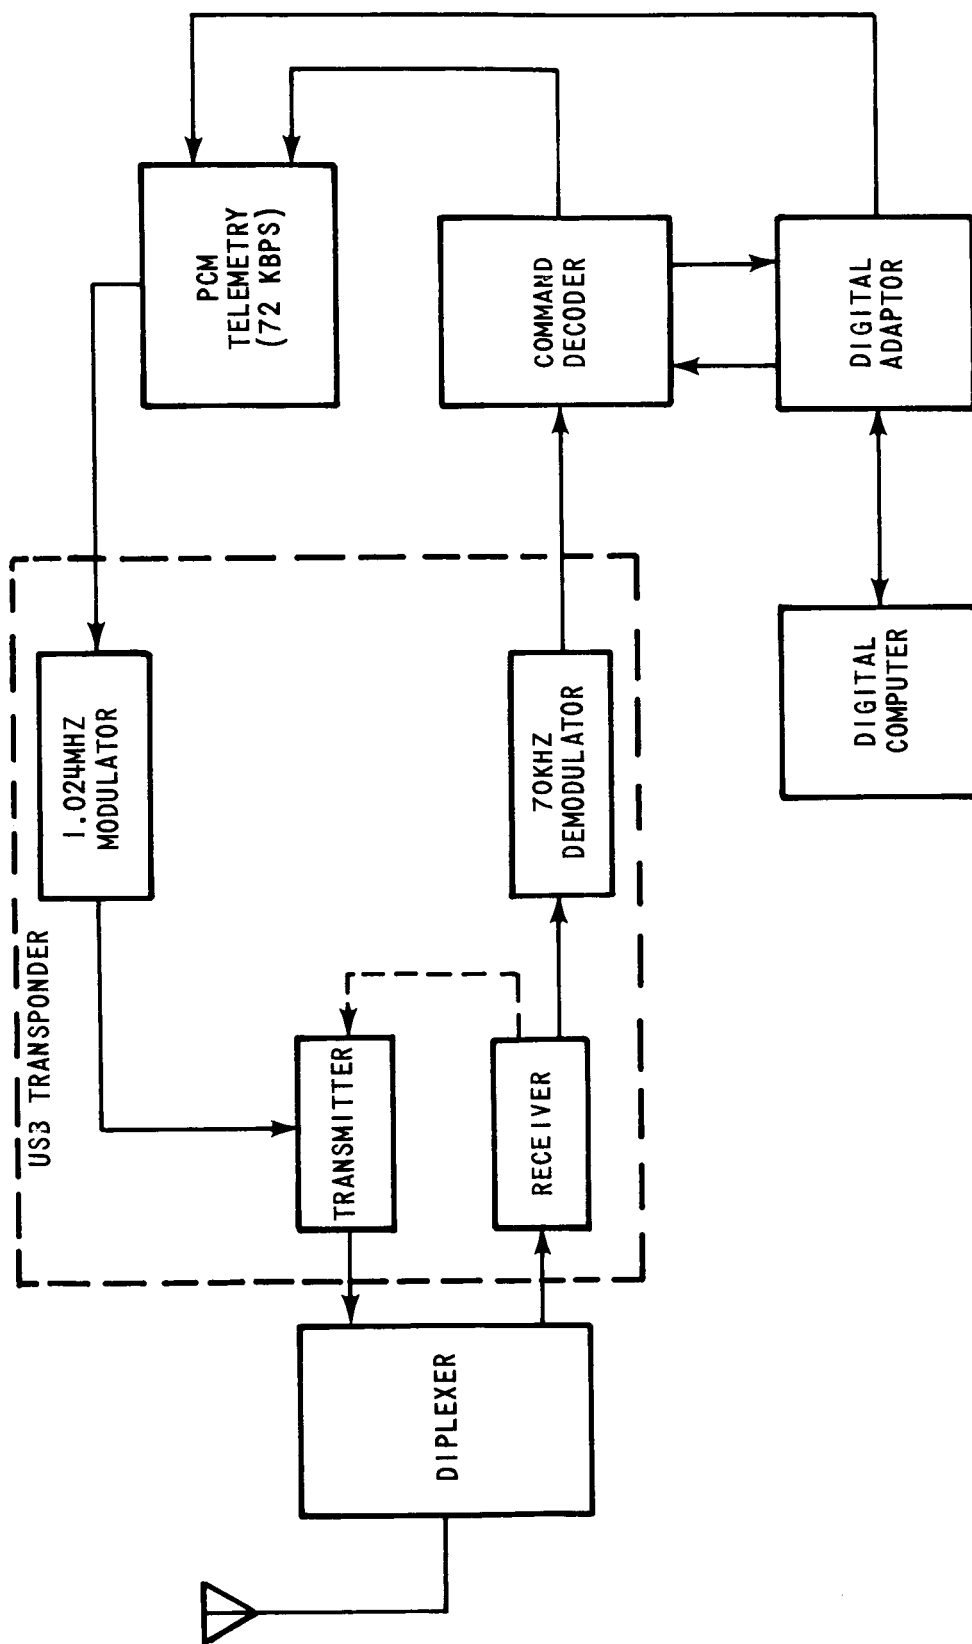 USB TRANSPONDER
1.024MHZ
MODULATOR
PCM
TELEMETRY
(72 KBPS)
TRANSMITTER
DIPLEXER
RECEIVER
70KHZ
DEMODULATOR
COMMAND
DECODER
DIGITAL
COMPUTER
DIGITAL
ADAPTOR